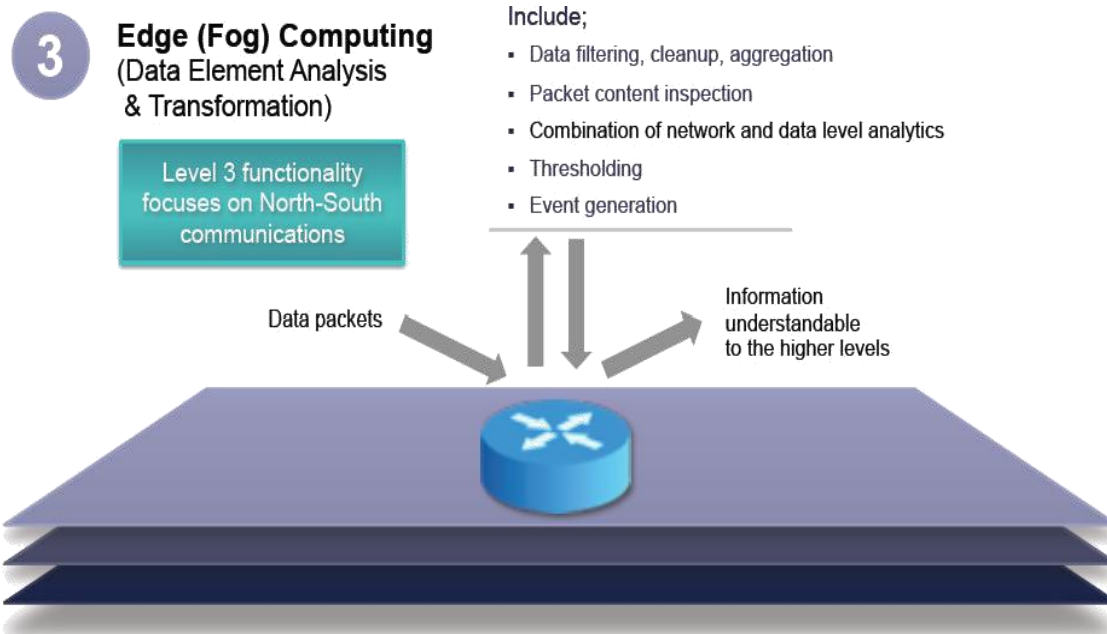 3
Edge (Fog) Computing
(Data Element Analysis
& Transformation)
Level 3 functionality
focuses on North-South
communications
Include;
▪ Data filtering, cleanup, aggregation
▪ Packet content inspection
▪ Combination of network and data level analytics
▪ Thresholding
▪ Event generation
Data packets
Information
understandable
to the higher levels